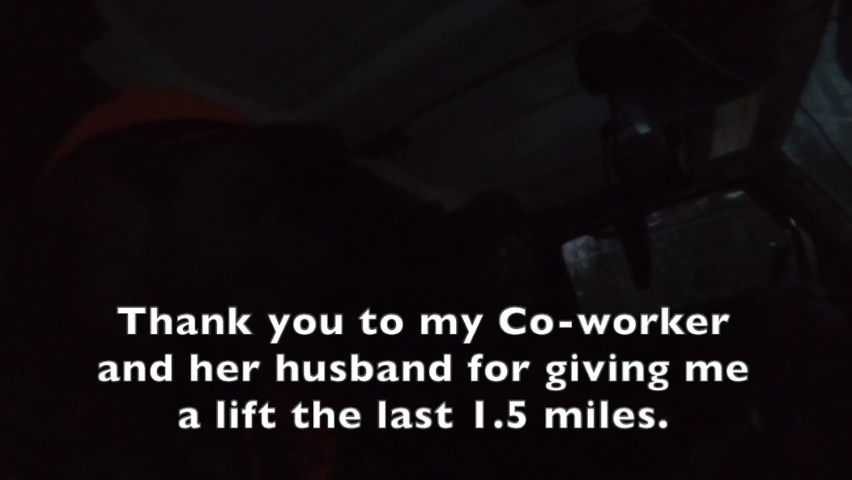 Thank you to my Co-worker
and her husband for giving me
a lift the last 1.5 miles.